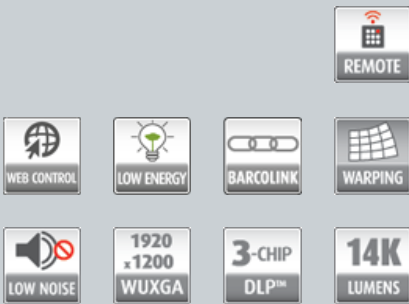 REMOTE
WEB CONTROL
LOW ENERGY
BARCOLINK
WARPING
LOW NOISE
1920
x1200
WUXGA
3-CHIP
DLP™
14K
LUMENS